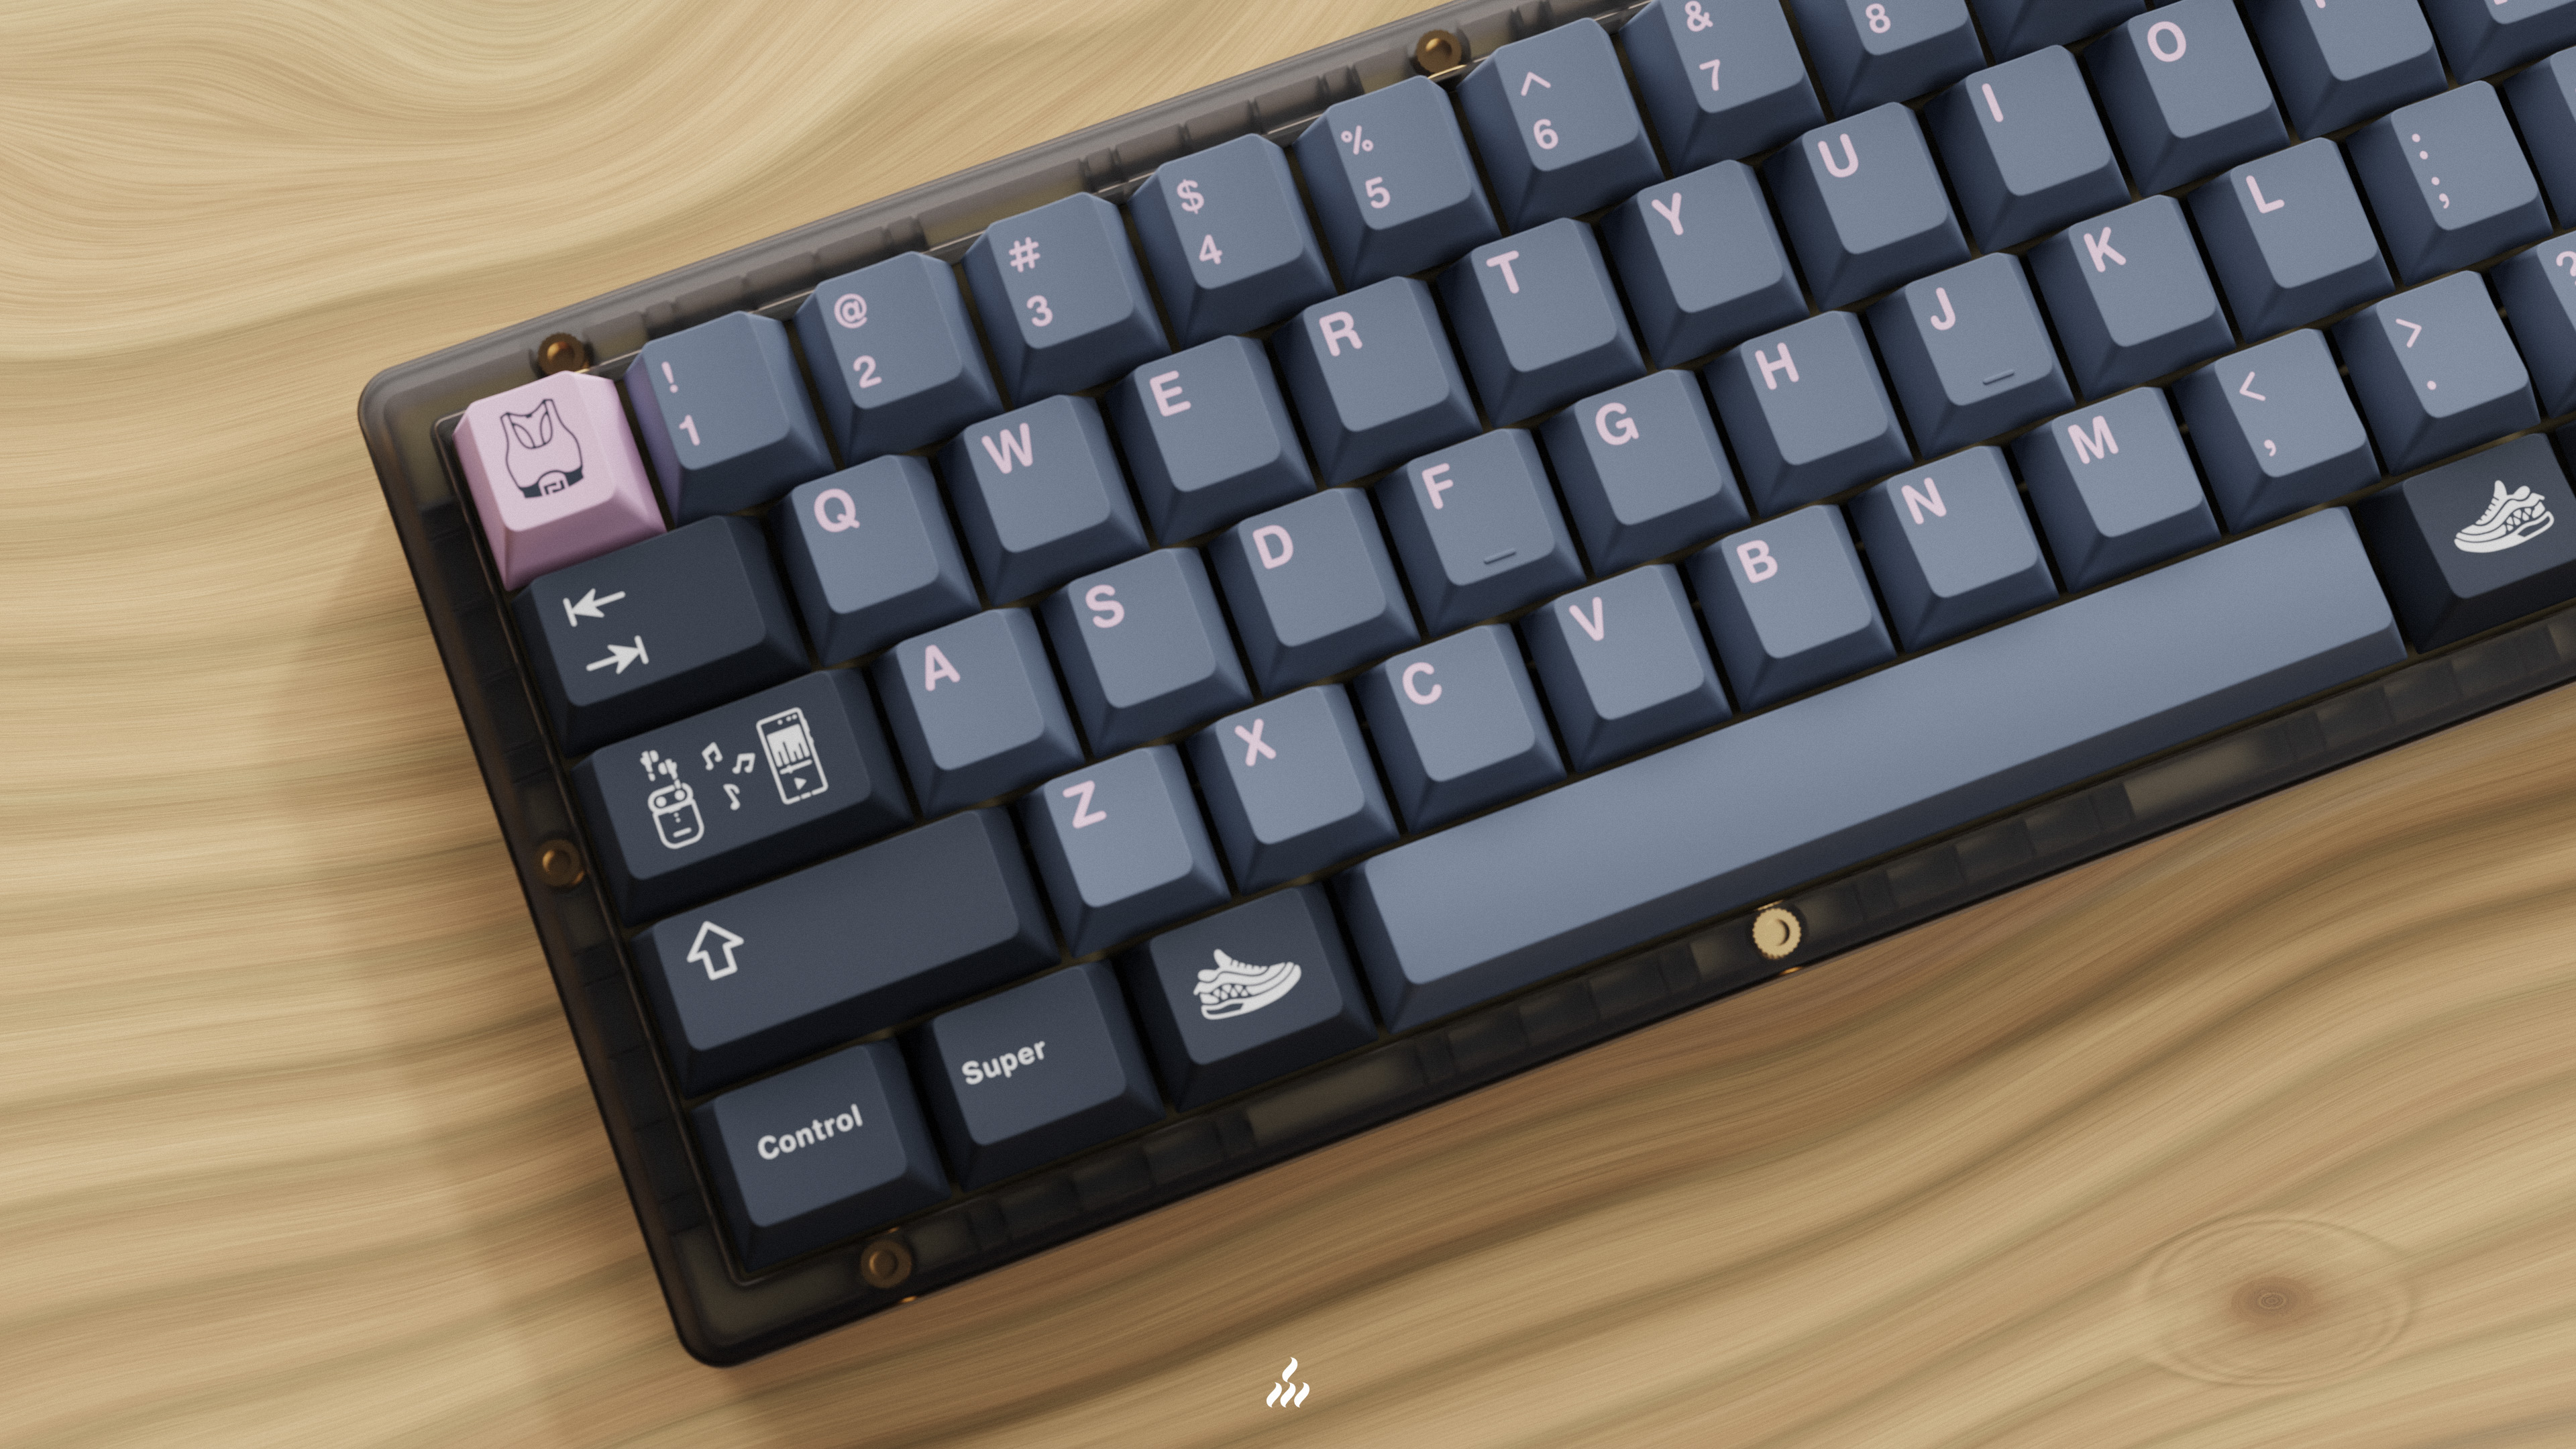 ! @ # $ % ^ & 
1 2 3 4 5 6 7 8
Q W E R T Y U I O
A S D F G H J K L : ;
Z X C V B N M < , > .
Control Super